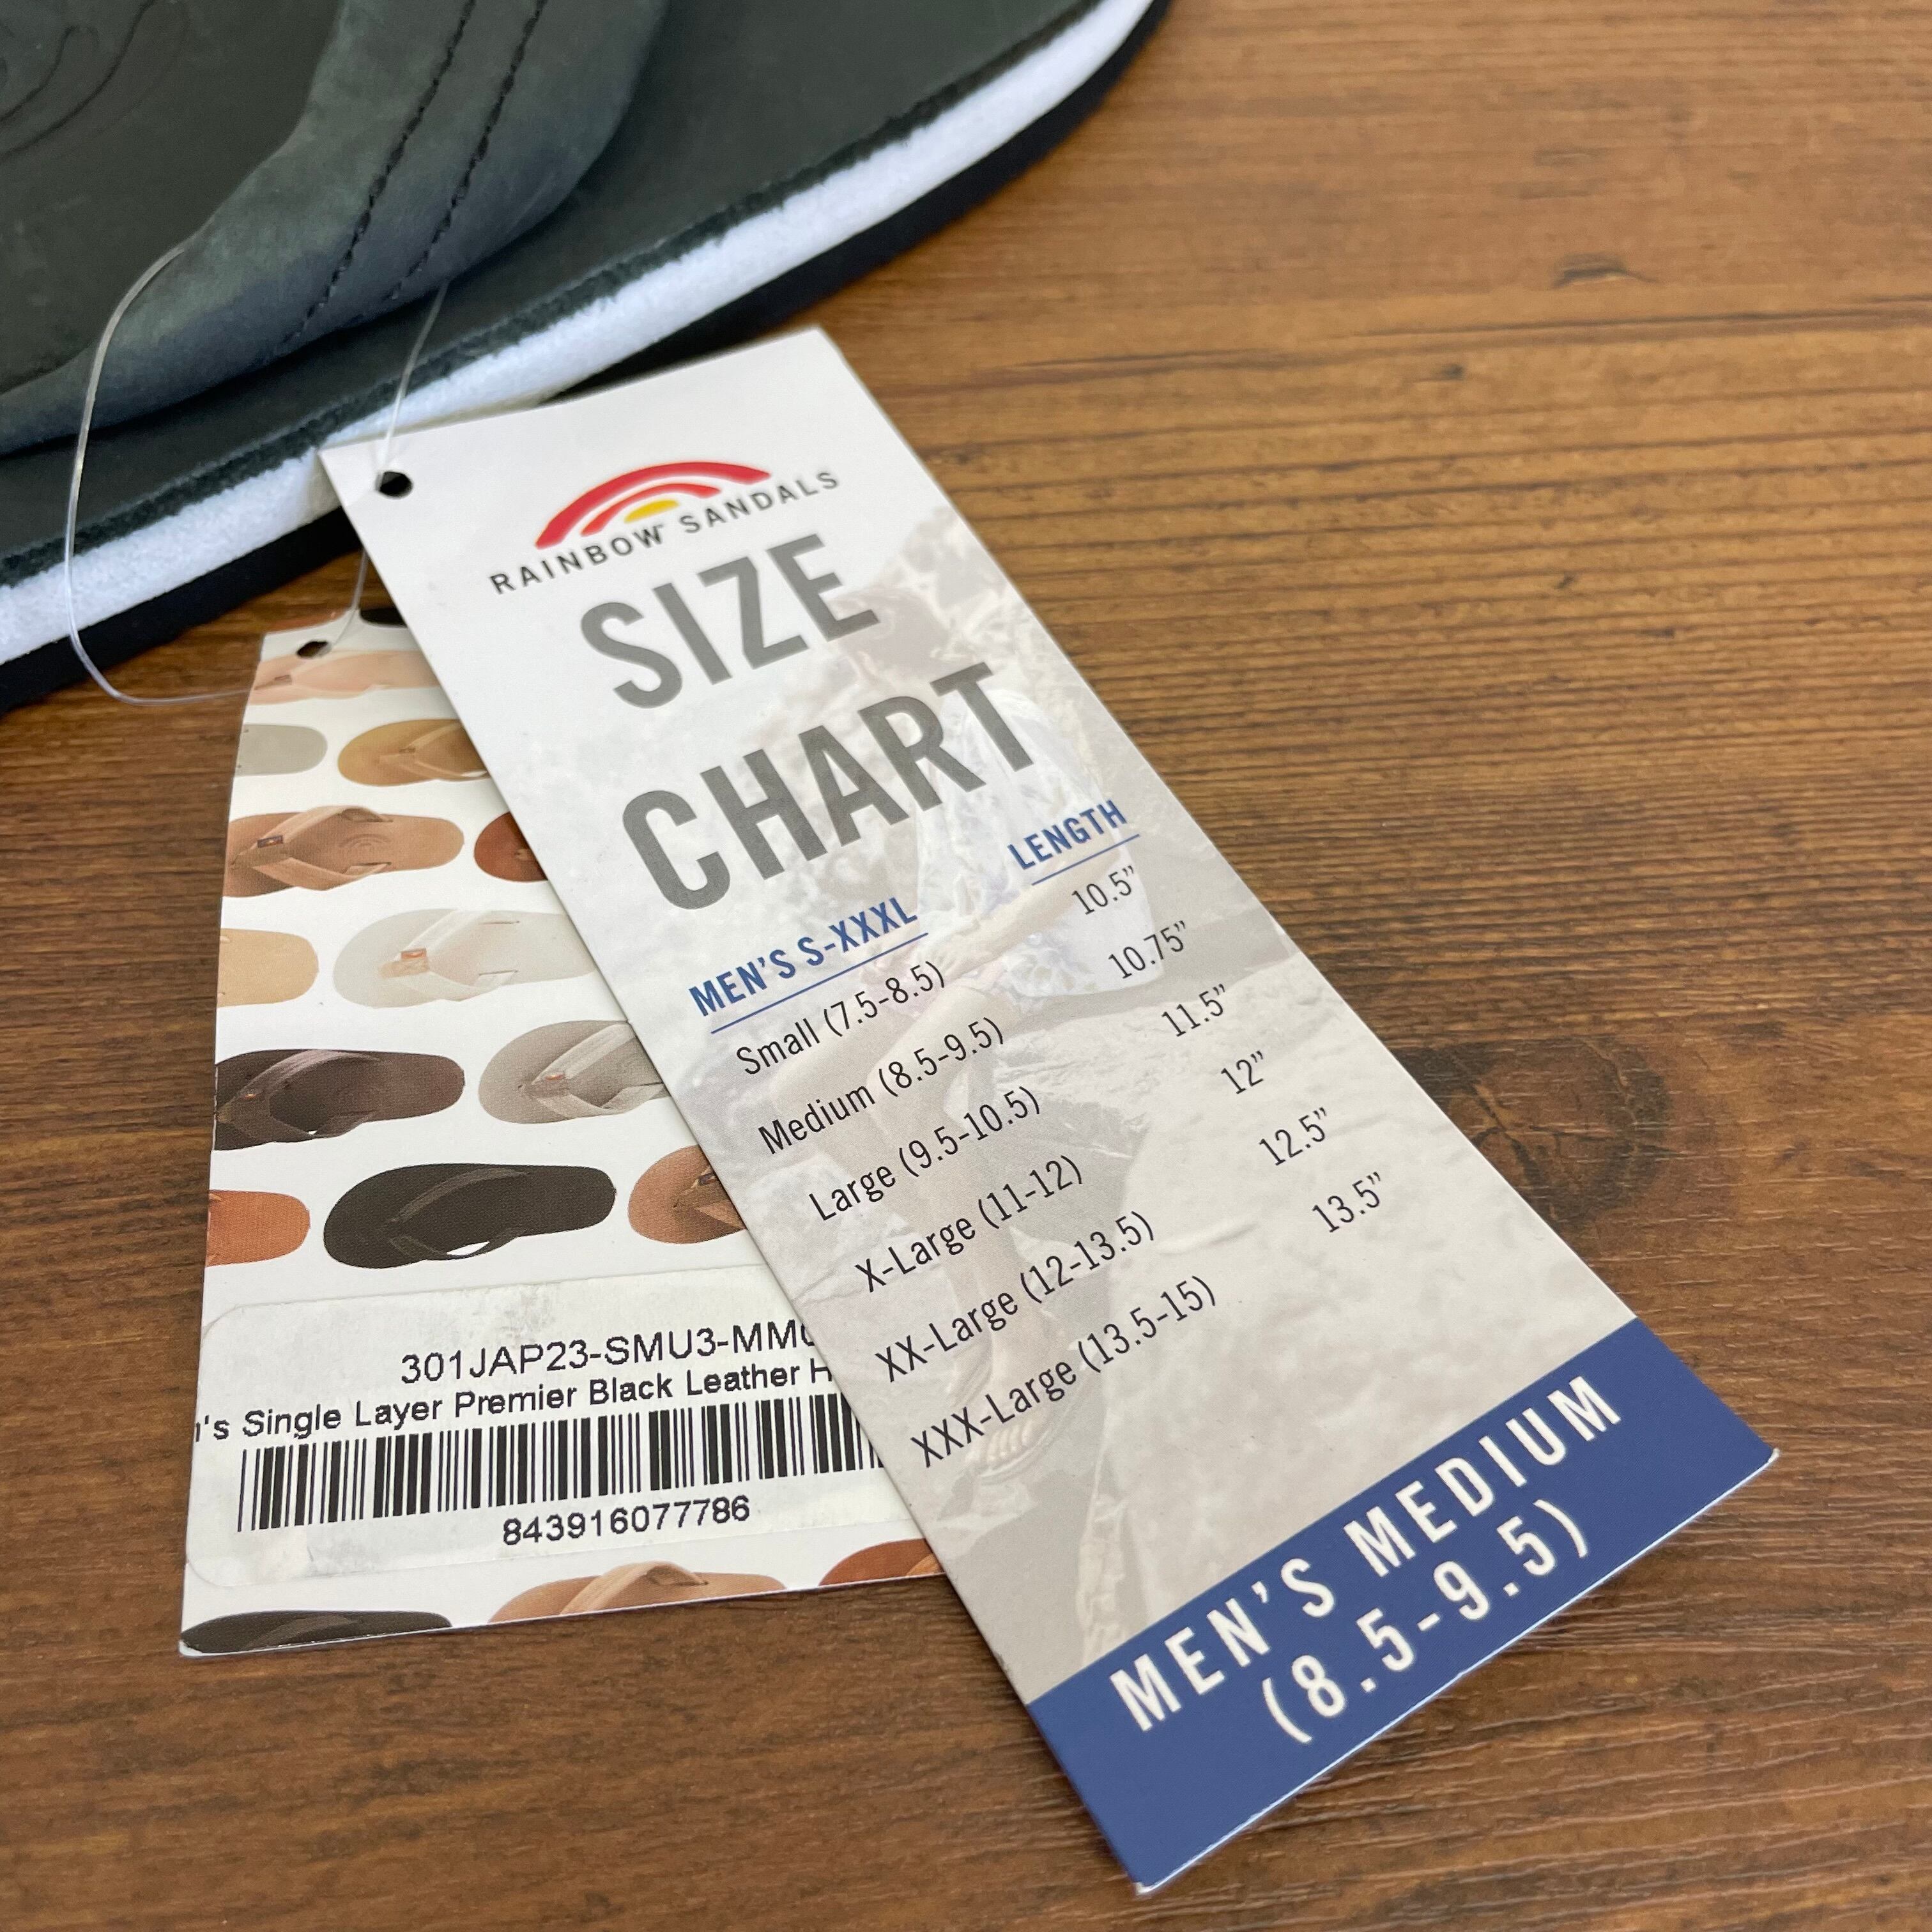 RAINBOW SANDALS
SIZE
CHART
MEN'S S-XXXL LENGTH
Small (7.5-8.5) 10.5"
Medium (8.5-9.5) 10.75"
Large (9.5-10.5) 11.5"
X-Large (11-12) 12"
XX-Large (12-13.5) 12.5"
XXX-Large (13.5-15) 13.5"
MEN'S MEDIUM
(8.5-9.5)
301JAP23-SMU3-MM
's Single Layer Premier Black Leather H
843916077786